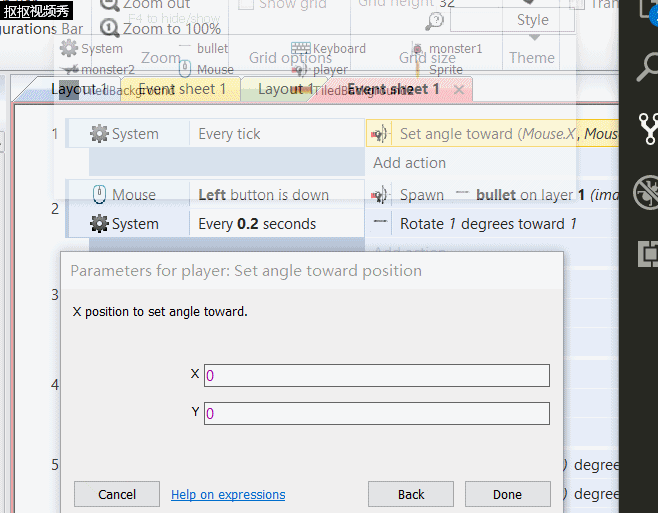 抠抠视频秀
Zoom out
Show grid
Grid height 32
F4 to hide/show
Style
urations Bar
Zoom to 100%
System
bullet
Keyboard
monster1
Zoom
Grid options
Grid size
Theme
monster2
Mouse
player
Sprite
TiledBackground
TiledBackground2
Layout 1
Event sheet 1
Layout 1
Event sheet 1
1
System
Every tick
Set angle toward (Mouse.X, Mous
Add action
2
Mouse
Left button is down
Spawn bullet on layer 1 (ima
System
Every 0.2 seconds
Rotate 1 degrees toward 1
Add action
Parameters for player: Set angle toward position
3
X position to set angle toward.
X
0
4
Y
0
5
) degree
Cancel
Help on expressions
Back
Done
) degree